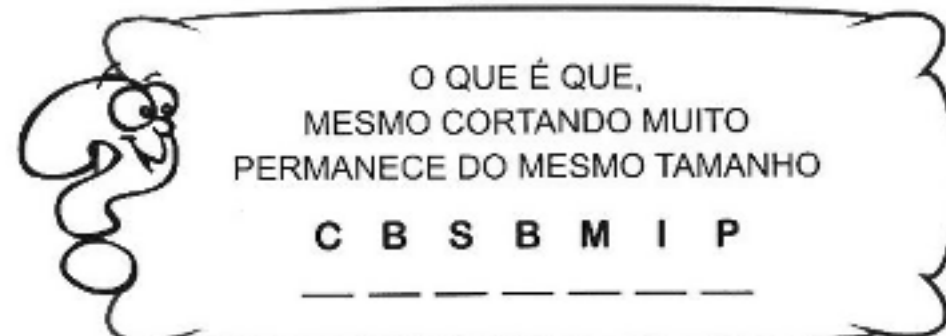 O QUE É QUE,
MESMO CORTANDO MUITO
PERMANECE DO MESMO TAMANHO
C B S B M I P